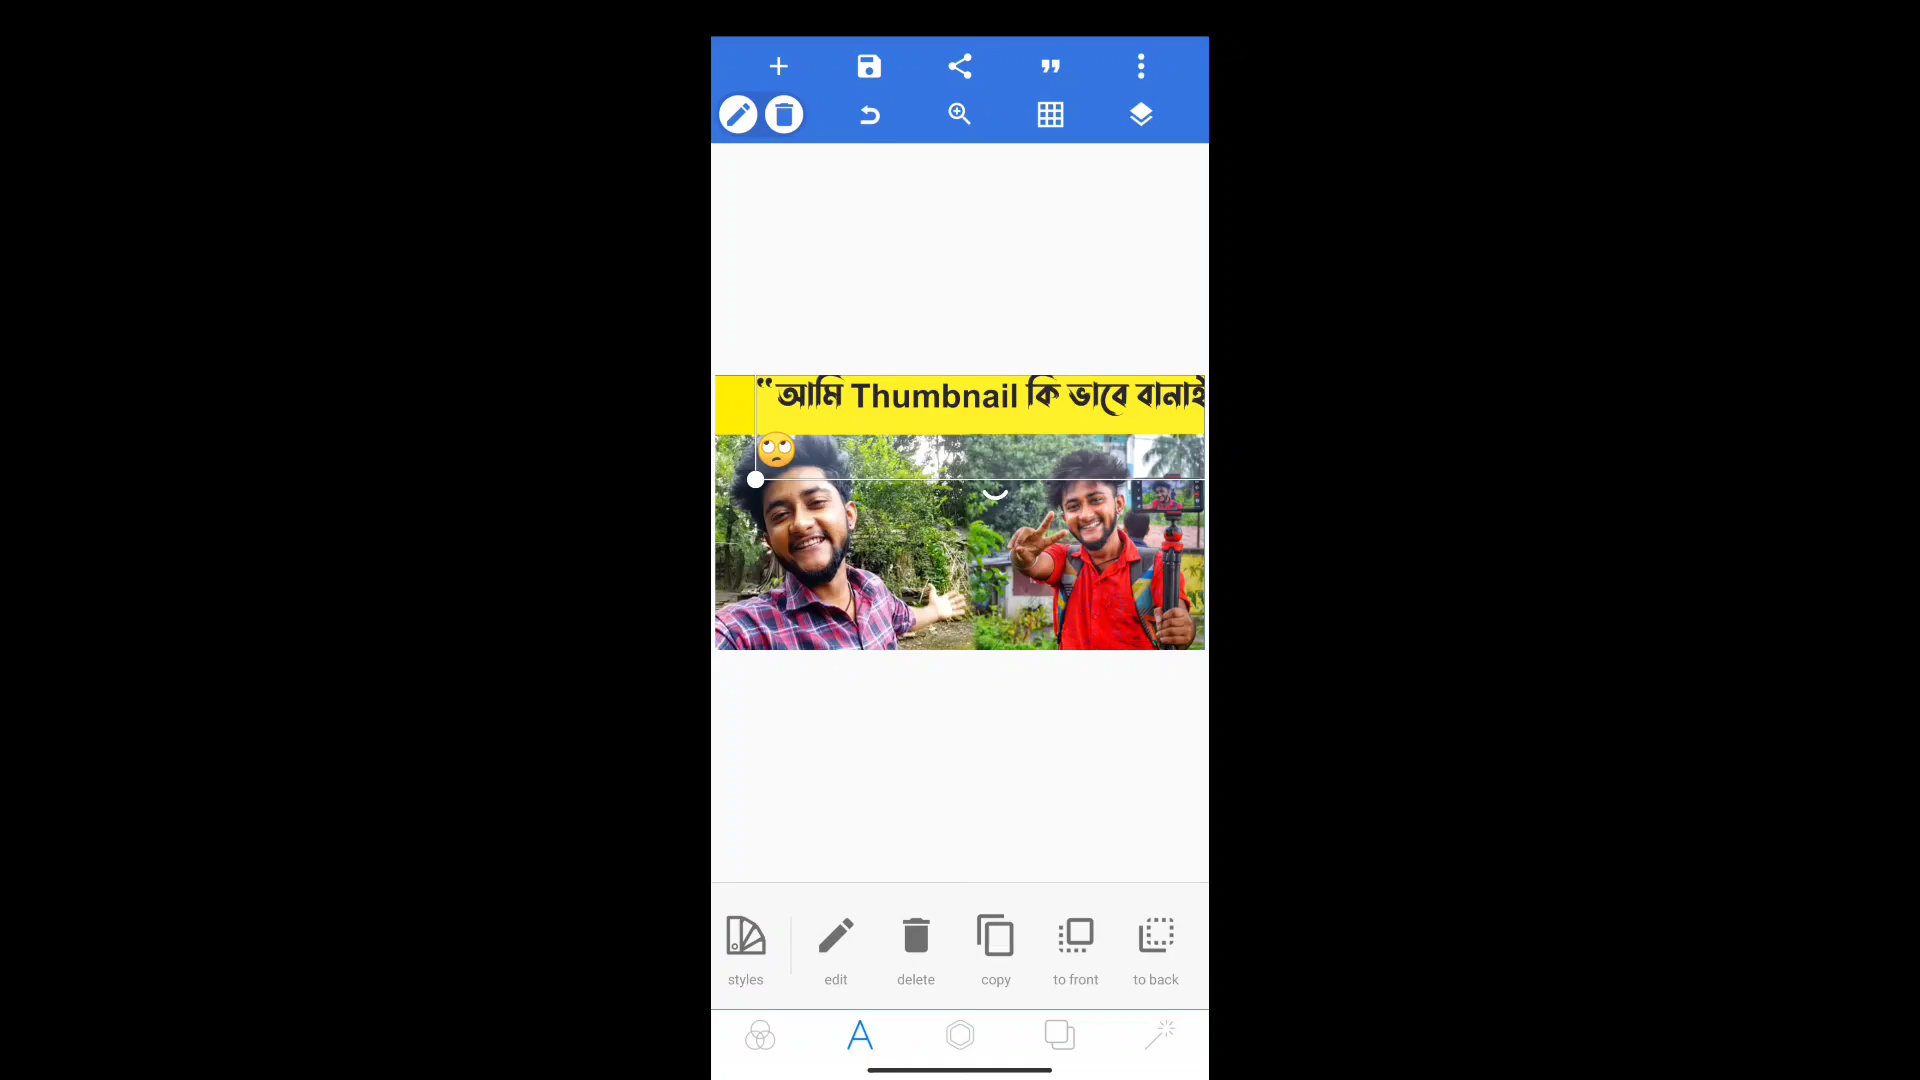 “আমি Thumbnail কি ভাবে বানাই
🙄
styles
edit
delete
copy
to front
to back